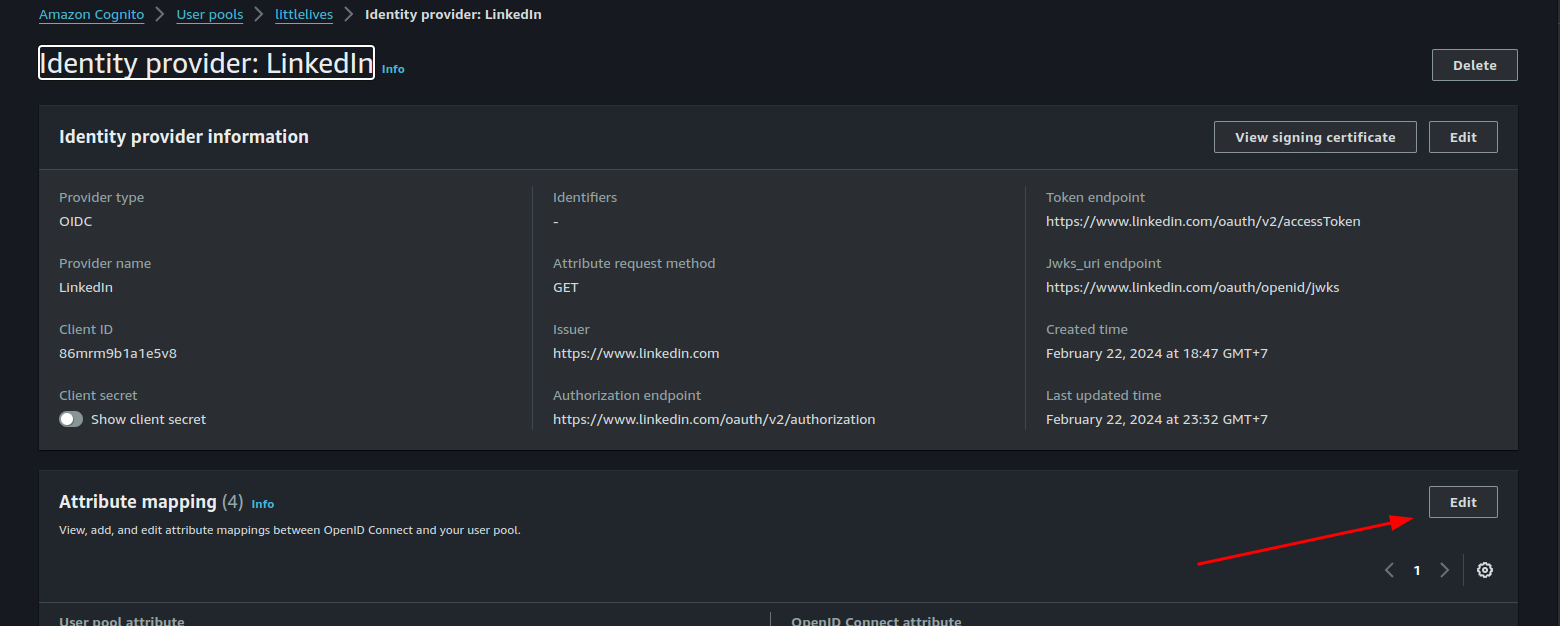 Amazon Cognito > User pools > littlelives > Identity provider: LinkedIn
Identity provider: LinkedIn Info
Delete
Identity provider information
View signing certificate
Edit
Provider type
OIDC
Provider name
LinkedIn
Client ID
86mrm9b1a1e5v8
Client secret
Show client secret
Identifiers
-
Attribute request method
GET
Issuer
https://www.linkedin.com
Authorization endpoint
https://www.linkedin.com/oauth/v2/authorization
Token endpoint
https://www.linkedin.com/oauth/v2/accessToken
Jwks_uri endpoint
https://www.linkedin.com/oauth/openid/jwks
Created time
February 22, 2024 at 18:47 GMT+7
Last updated time
February 22, 2024 at 23:32 GMT+7
Attribute mapping (4) Info
Edit
View, add, and edit attribute mappings between OpenID Connect and your user pool.
1
User pool attribute
OpenID Connect attribute